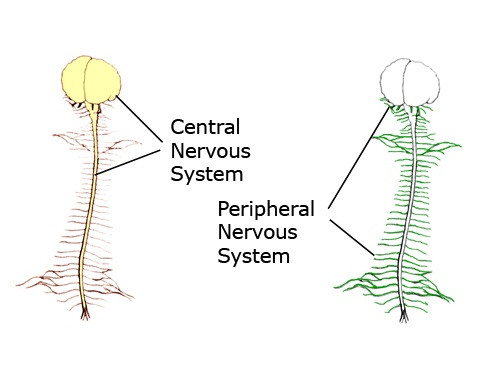 Central
Nervous
System
Peripheral
Nervous
System